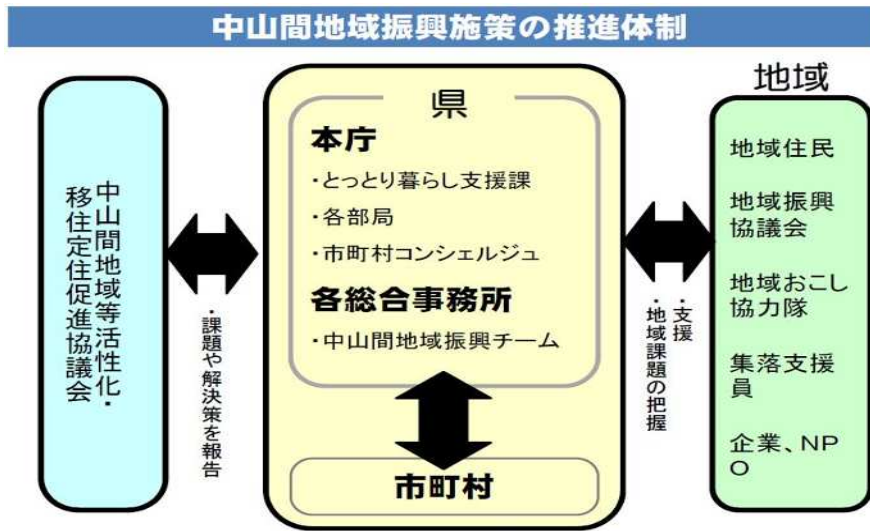 中山間地域振興施策の推進体制
中山間地域等活性化・
移住定住促進協議会
・課題や解決策を報告
県
本庁
・とっとり暮らし支援課
・各部局
・市町村コンシェルジュ
各総合事務所
・中山間地域振興チーム
市町村
・支援
・地域課題の把握
地域
地域住民
地域振興
協議会
地域おこし
協力隊
集落支援
員
企業、NP
O